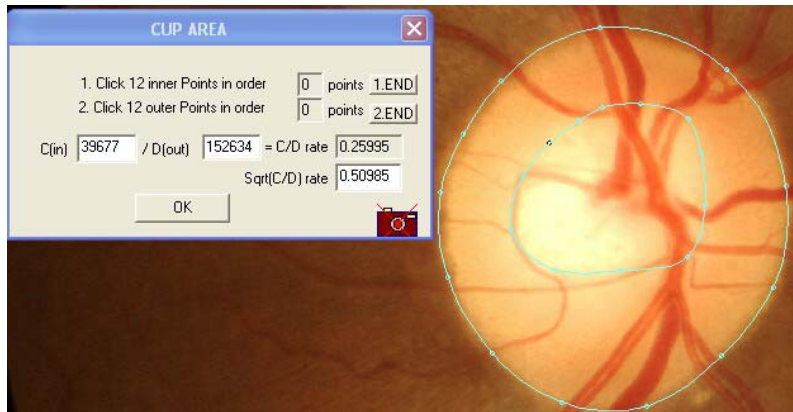 CUP AREA
1. Click 12 inner Points in order 0 points 1.END
2. Click 12 outer Points in order 0 points 2.END
C(in) 39677 / D(out) 152634 = C/D rate 0.25995
Sqrt(C/D) rate 0.50985
OK